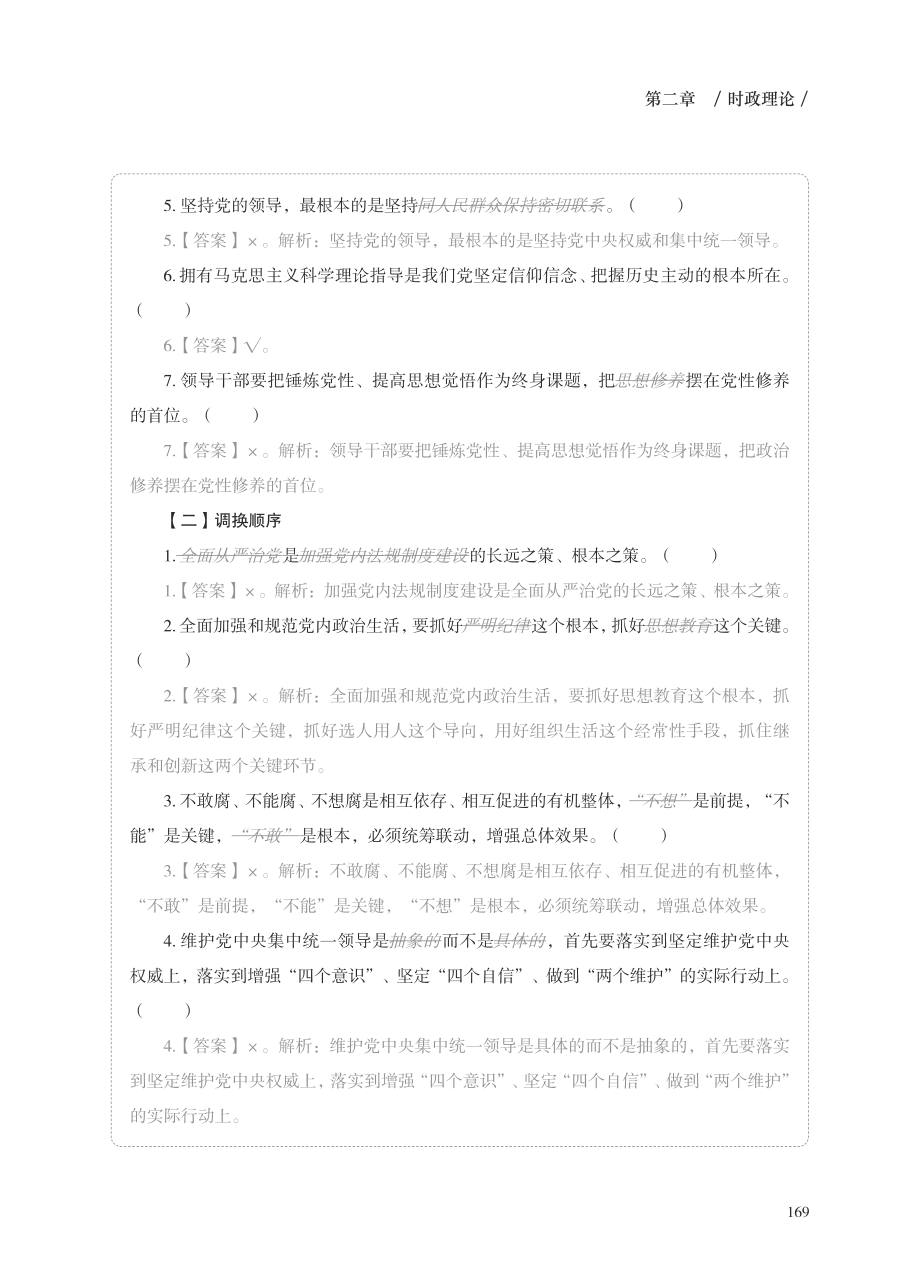 第二章 / 时政理论 /
5. 坚持党的领导，最根本的是坚持同人民群众保持密切联系。（　　）
5.【答案】×。解析：坚持党的领导，最根本的是坚持党中央权威和集中统一领导。
6. 拥有马克思主义科学理论指导是我们党坚定信仰信念、把握历史主动的根本所在。
（　　）
6.【答案】√。
7. 领导干部要把锤炼党性、提高思想觉悟作为终身课题，把思想修养摆在党性修养
的首位。（　　）
7.【答案】×。解析：领导干部要把锤炼党性、提高思想觉悟作为终身课题，把政治
修养摆在党性修养的首位。
【二】调换顺序
1. 全面从严治党是加强党内法规制度建设的长远之策、根本之策。（　　）
1.【答案】×。解析：加强党内法规制度建设是全面从严治党的长远之策、根本之策。
2. 全面加强和规范党内政治生活，要抓好严明纪律这个根本，抓好思想教育这个关键。
（　　）
2.【答案】×。解析：全面加强和规范党内政治生活，要抓好思想教育这个根本，抓
好严明纪律这个关键，抓好选人用人这个导向，用好组织生活这个经常性手段，抓住继
承和创新这两个关键环节。
3. 不敢腐、不能腐、不想腐是相互依存、相互促进的有机整体，“不想”是前提，“不
能”是关键，“不敢”是根本，必须统筹联动，增强总体效果。（　　）
3.【答案】×。解析：不敢腐、不能腐、不想腐是相互依存、相互促进的有机整体，
“不敢”是前提，“不能”是关键，“不想”是根本，必须统筹联动，增强总体效果。
4. 维护党中央集中统一领导是抽象的而不是具体的，首先要落实到坚定维护党中央
权威上，落实到增强“四个意识”、坚定“四个自信”、做到“两个维护”的实际行动上。
（　　）
4.【答案】×。解析：维护党中央集中统一领导是具体的而不是抽象的，首先要落实
到坚定维护党中央权威上，落实到增强“四个意识”、坚定“四个自信”、做到“两个维护”
的实际行动上。
169